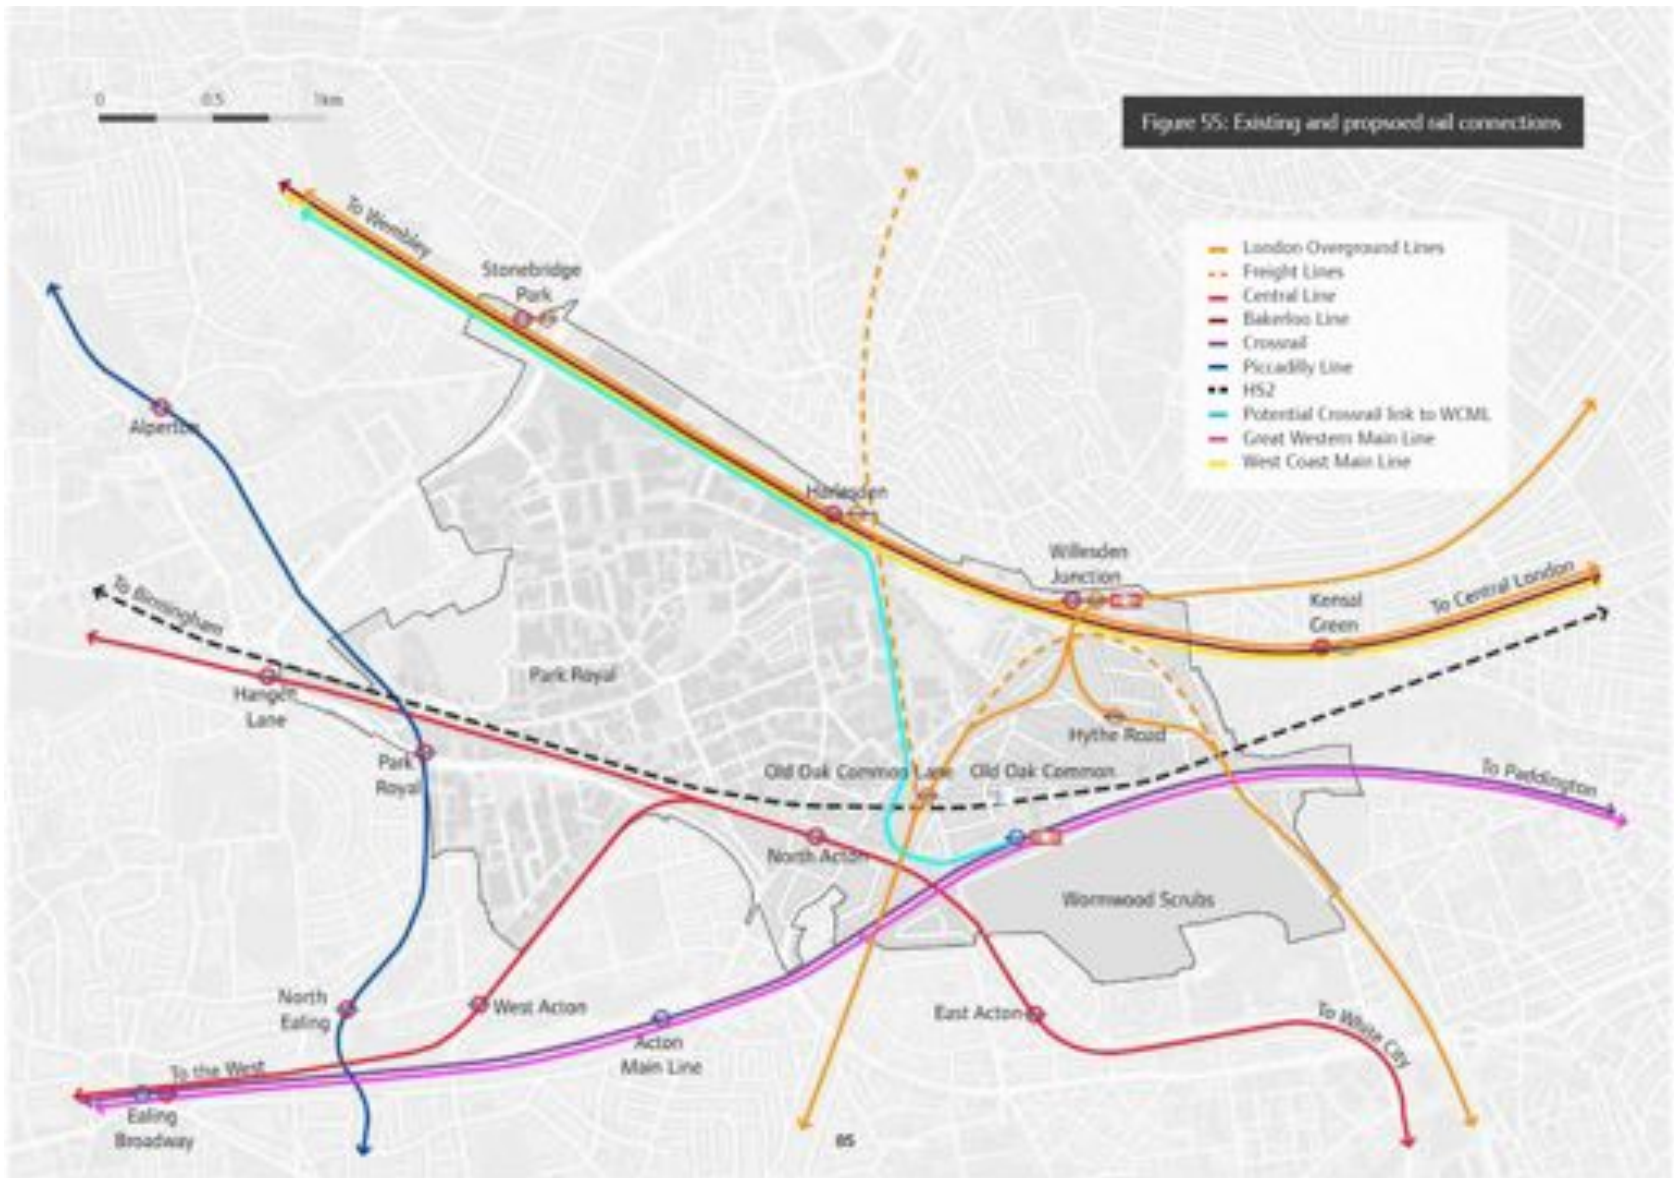 0 0.5 1km
Figure 55: Existing and propsoed rail connections
London Overground Lines
Freight Lines
Central Line
Bakerloo Line
Crossrail
Piccadilly Line
HS2
Potential Crossrail link to WCML
Great Western Main Line
West Coast Main Line
To Wembley
Stonebridge
Park
Alperton
Harlesden
Willesden
Junction
Kensal
Green
To Central London
To Birmingham
Hanger
Lane
Park Royal
Park
Royal
Hythe Road
Old Oak Common Lane
Old Oak Common
To Paddington
North Acton
Wormwood Scrubs
North
Ealing
West Acton
East Acton
To White City
Acton
Main Line
To the West
Ealing
Broadway
85